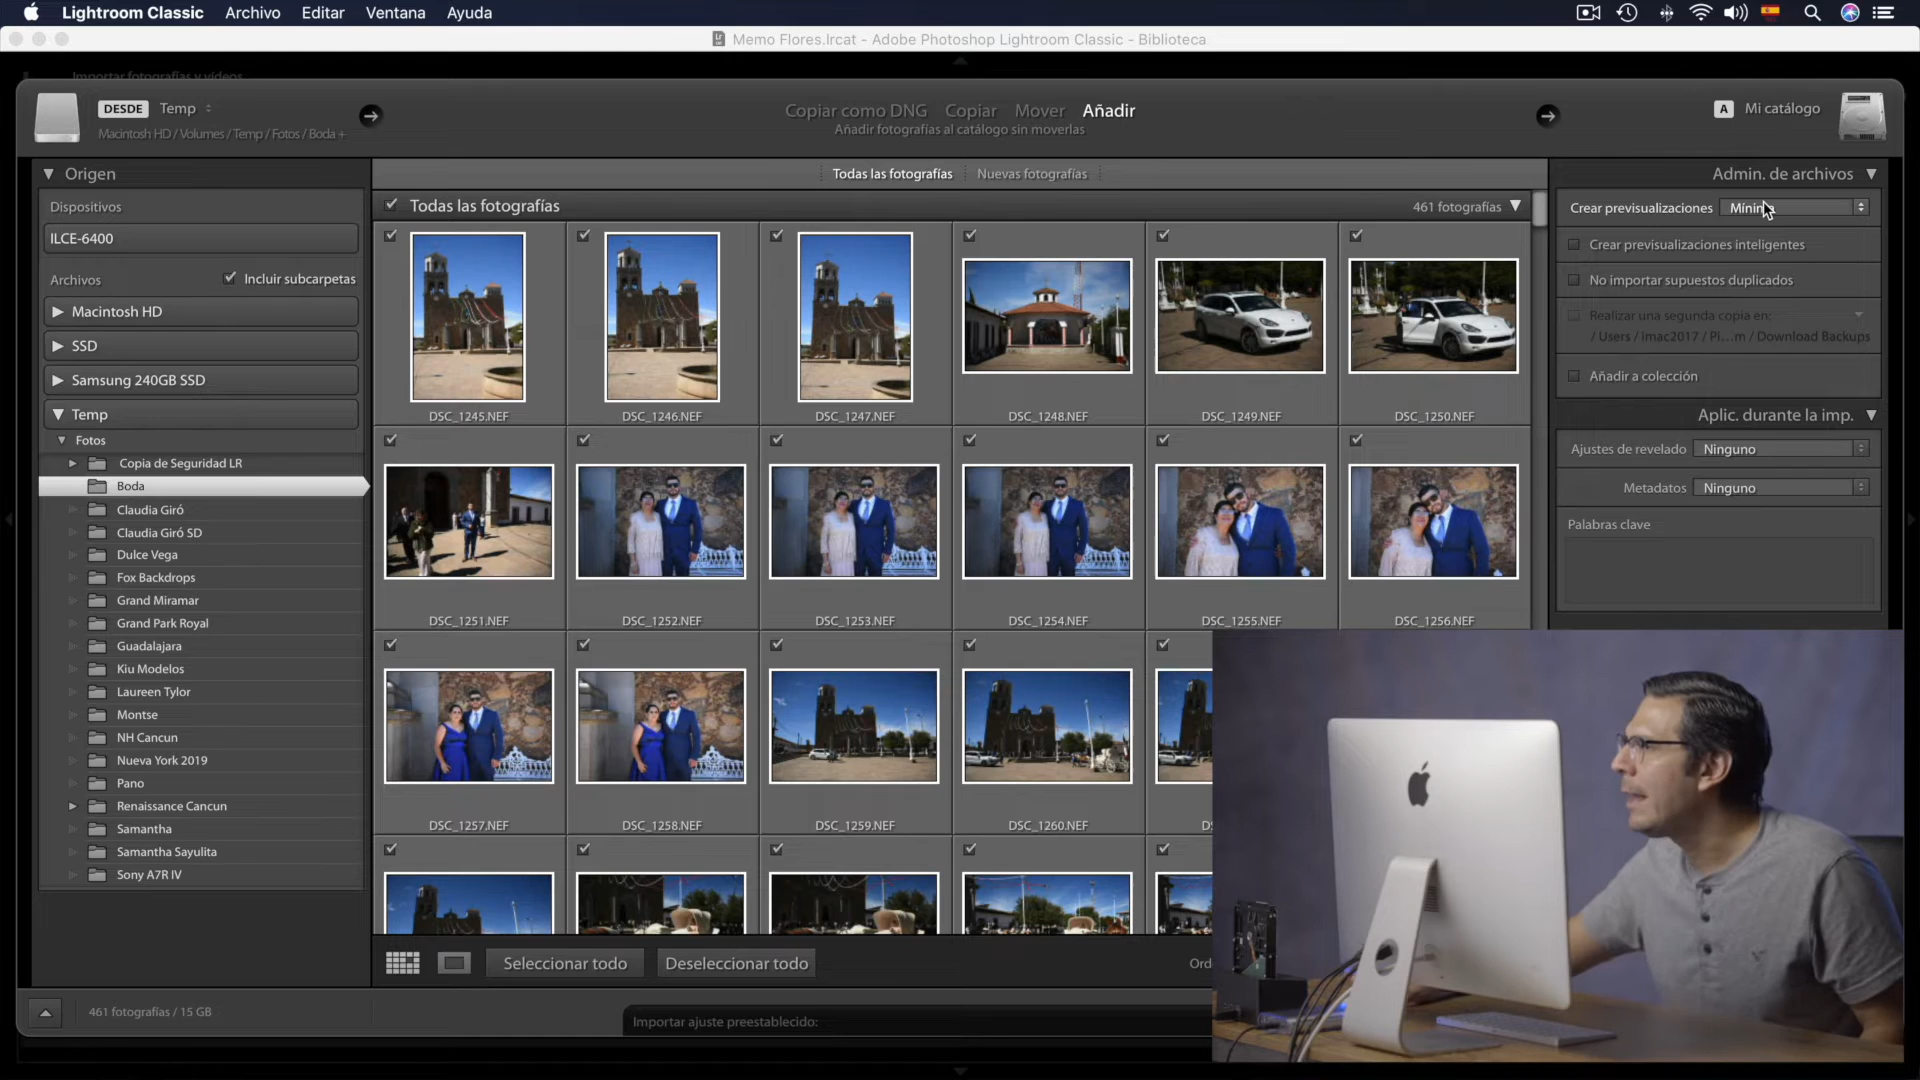 Lightroom Classic Archivo Editar Ventana Ayuda
Memo Flores.lrcat - Adobe Photoshop Lightroom Classic - Biblioteca
Importar fotografías y vídeos
DESDE Temp
Macintosh HD / Volumes / Temp / Fotos / Boda +
Copiar como DNG Copiar Mover Añadir
Añadir fotografías al catálogo sin moverlas
A Mi catálogo
Origen
Dispositivos
ILCE-6400
Archivos Incluir subcarpetas
Macintosh HD
SSD
Samsung 240GB SSD
Temp
Fotos
Copia de Seguridad LR
Boda
Claudia Giró
Claudia Giró SD
Dulce Vega
Fox Backdrops
Grand Miramar
Grand Park Royal
Guadalajara
Kiu Modelos
Laureen Tylor
Montse
NH Cancun
Nueva York 2019
Pano
Renaissance Cancun
Samantha
Samantha Sayulita
Sony A7R IV
Todas las fotografías Nuevas fotografías
Todas las fotografías 461 fotografías
DSC_1245.NEF DSC_1246.NEF DSC_1247.NEF DSC_1248.NEF DSC_1249.NEF DSC_1250.NEF
DSC_1251.NEF DSC_1252.NEF DSC_1253.NEF DSC_1254.NEF DSC_1255.NEF DSC_1256.NEF
DSC_1257.NEF DSC_1258.NEF DSC_1259.NEF DSC_1260.NEF
Seleccionar todo Deseleccionar todo
461 fotografías / 15 GB
Importar ajuste preestablecido:
Admin. de archivos
Crear previsualizaciones Mínima
Crear previsualizaciones inteligentes
No importar supuestos duplicados
Realizar una segunda copia en:
/ Users / imac2017 / Pi...m / Download Backups
Añadir a colección
Aplic. durante la imp.
Ajustes de revelado Ninguno
Metadatos Ninguno
Palabras clave